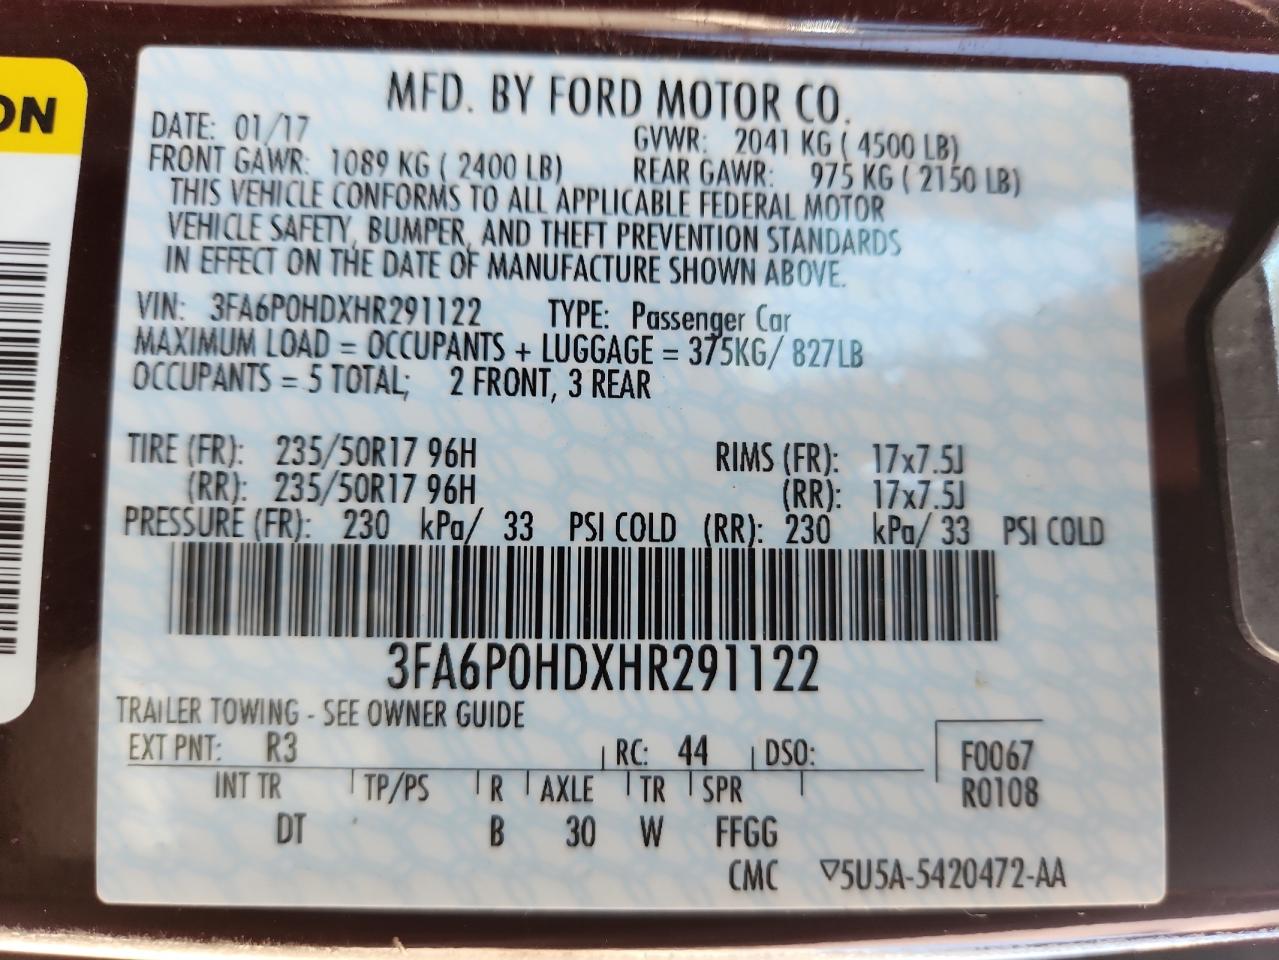 ON
MFD. BY FORD MOTOR CO.
DATE: 01/17 GVWR: 2041 KG ( 4500 LB)
FRONT GAWR: 1089 KG ( 2400 LB) REAR GAWR: 975 KG ( 2150 LB)
THIS VEHICLE CONFORMS TO ALL APPLICABLE FEDERAL MOTOR
VEHICLE SAFETY, BUMPER, AND THEFT PREVENTION STANDARDS
IN EFFECT ON THE DATE OF MANUFACTURE SHOWN ABOVE.
VIN: 3FA6P0HDXHR291122 TYPE: Passenger Car
MAXIMUM LOAD = OCCUPANTS + LUGGAGE = 375KG/ 827LB
OCCUPANTS = 5 TOTAL; 2 FRONT, 3 REAR
TIRE (FR): 235/50R17 96H RIMS (FR): 17x7.5J
(RR): 235/50R17 96H (RR): 17x7.5J
PRESSURE (FR): 230 kPa/ 33 PSI COLD (RR): 230 kPa/ 33 PSI COLD
3FA6P0HDXHR291122
TRAILER TOWING - SEE OWNER GUIDE
EXT PNT: R3 RC: 44 DSO: F0067
INT TR TP/PS R AXLE TR SPR R0108
DT B 30 W FFGG
CMC ▽5U5A-5420472-AA